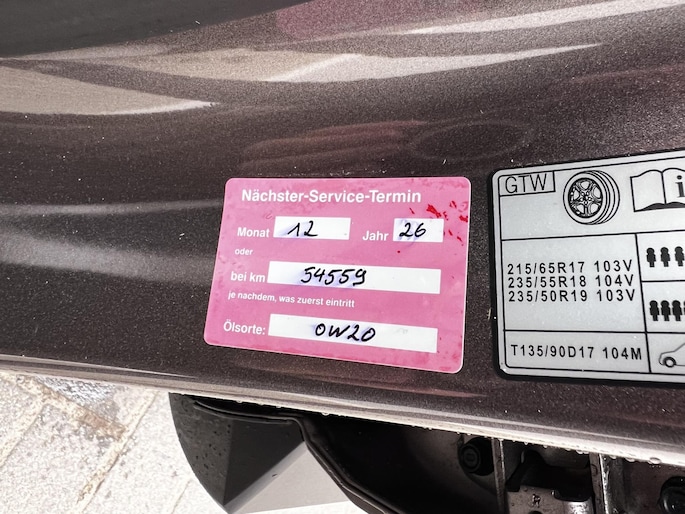 Nächster-Service-Termin
Monat 12 Jahr 26
oder
bei km 54559
je nachdem, was zuerst eintritt
Ölsorte: 0W20
GTW
i
215/65R17 103V
235/55R18 104V
235/50R19 103V
T135/90D17 104M